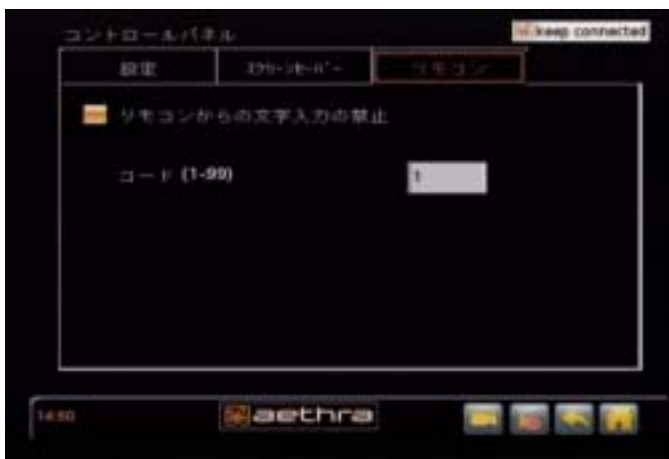 コントロールパネル
keep connected
設定 スクリーンセーバー リモコン
リモコンからの文字入力の禁止
コード (1-99) 1
14:50 aethra